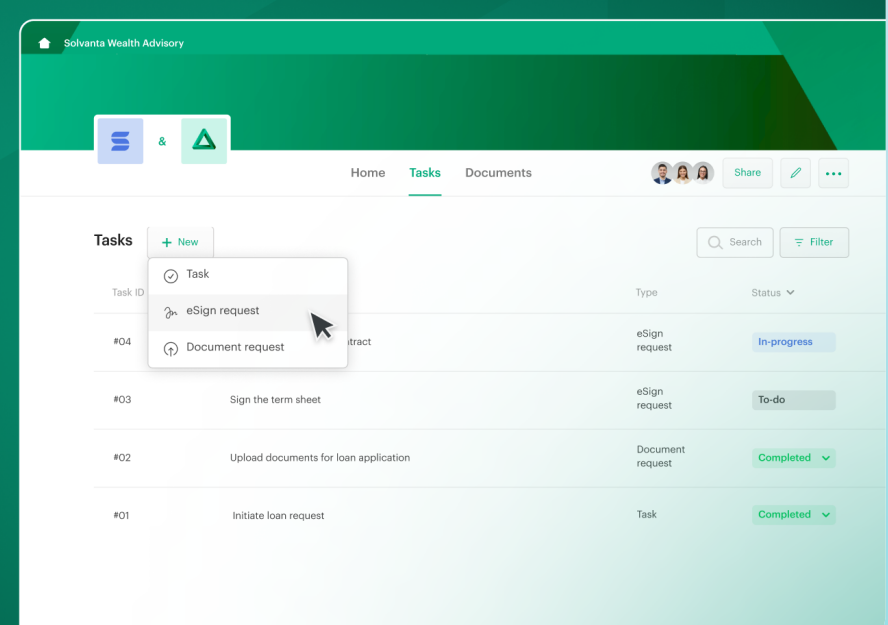 Solvanta Wealth Advisory
&
Home Tasks Documents
Share
Tasks
+ New
Search
Filter
Task
eSign request
Document request
Task ID
Type
Status
#04
tract
eSign
request
In-progress
#03
Sign the term sheet
eSign
request
To-do
#02
Upload documents for loan application
Document
request
Completed
#01
Initiate loan request
Task
Completed